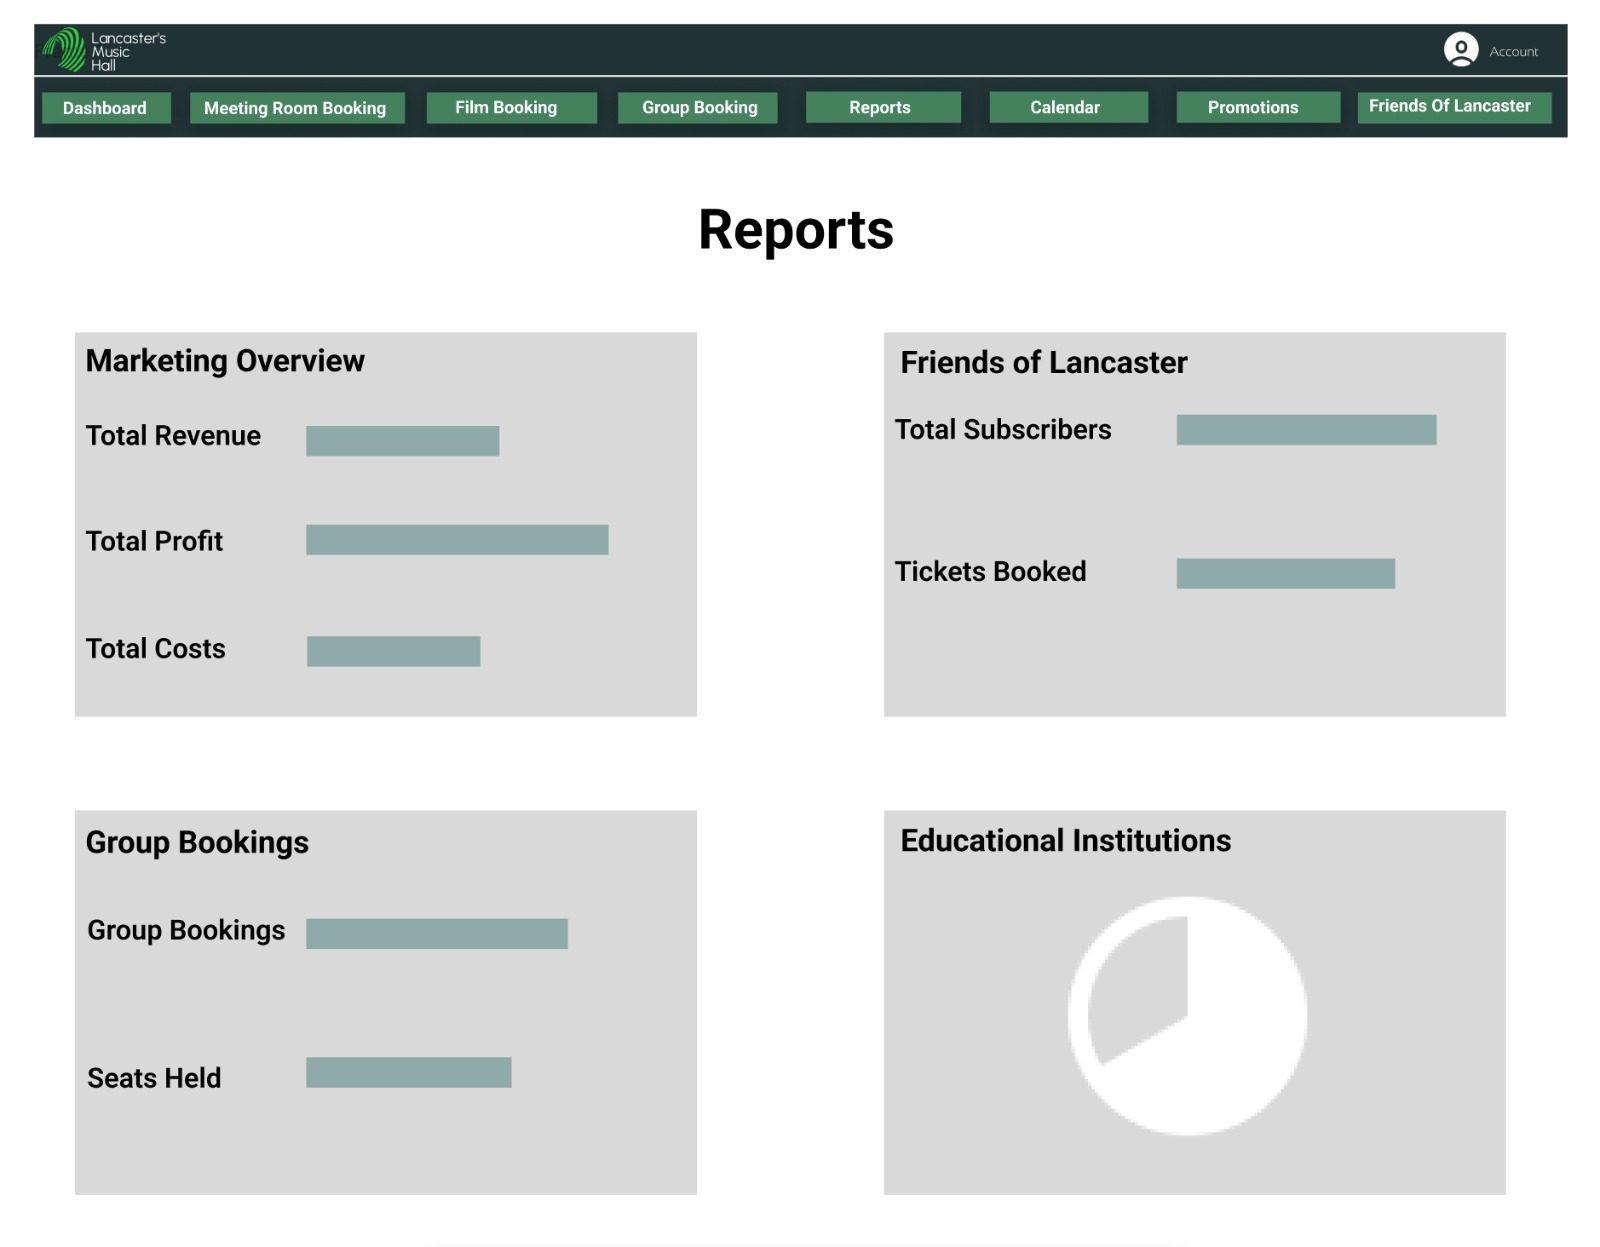 Lancaster's
Music
Hall
Account
Dashboard
Meeting Room Booking
Film Booking
Group Booking
Reports
Calendar
Promotions
Friends Of Lancaster
Reports
Marketing Overview
Total Revenue
Total Profit
Total Costs
Friends of Lancaster
Total Subscribers
Tickets Booked
Group Bookings
Group Bookings
Seats Held
Educational Institutions